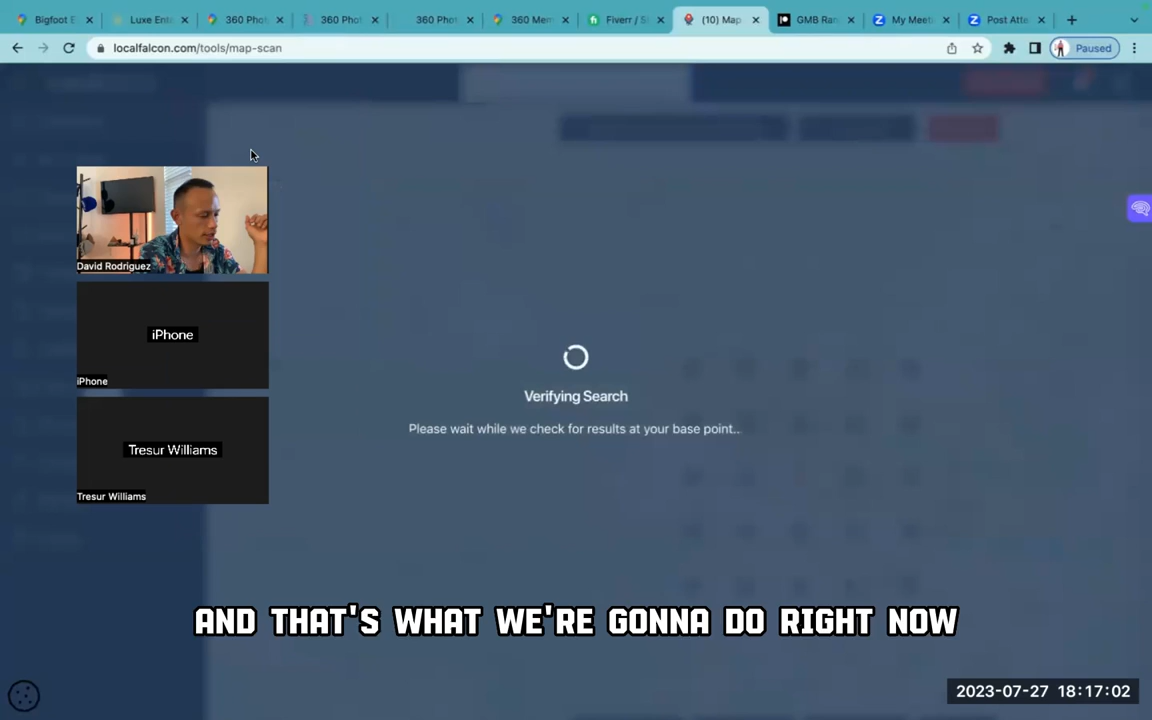 Bigfoot E
Luxe Ent
360 Phot
360 Phot
360 Phot
360 Mem
Fiverr / S
(10) Map
GMB Ran
My Meet
Post Atta
localfalcon.com/tools/map-scan
Paused
David Rodriguez
iPhone
iPhone
Tresur Williams
Tresur Williams
Verifying Search
Please wait while we check for results at your base point..
AND THAT'S WHAT WE'RE GONNA DO RIGHT NOW
2023-07-27 18:17:02